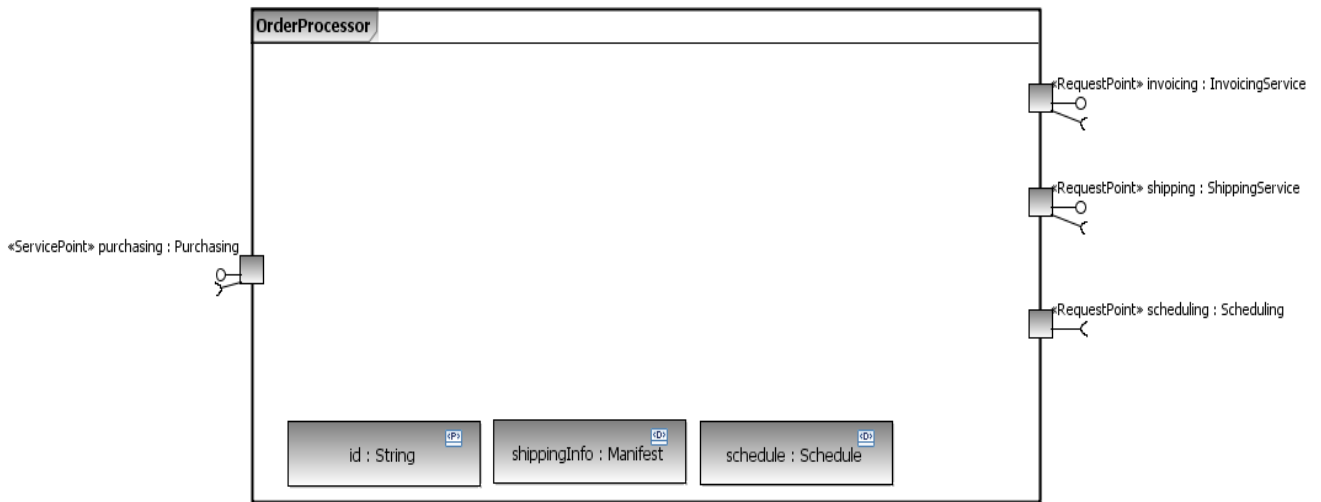 OrderProcessor
«RequestPoint» invoicing : InvoicingService
«RequestPoint» shipping : ShippingService
«ServicePoint» purchasing : Purchasing
«RequestPoint» scheduling : Scheduling
«P»
«D»
«D»
id : String
shippingInfo : Manifest
schedule : Schedule